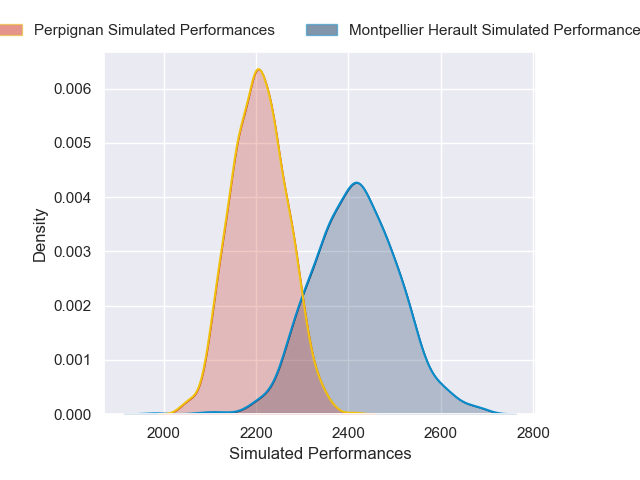 Perpignan Simulated Performances
Montpellier Herault Simulated Performance
0.006
0.005
0.004
0.003
0.002
0.001
0.000
Density
2000 2200 2400 2600 2800
Simulated Performances